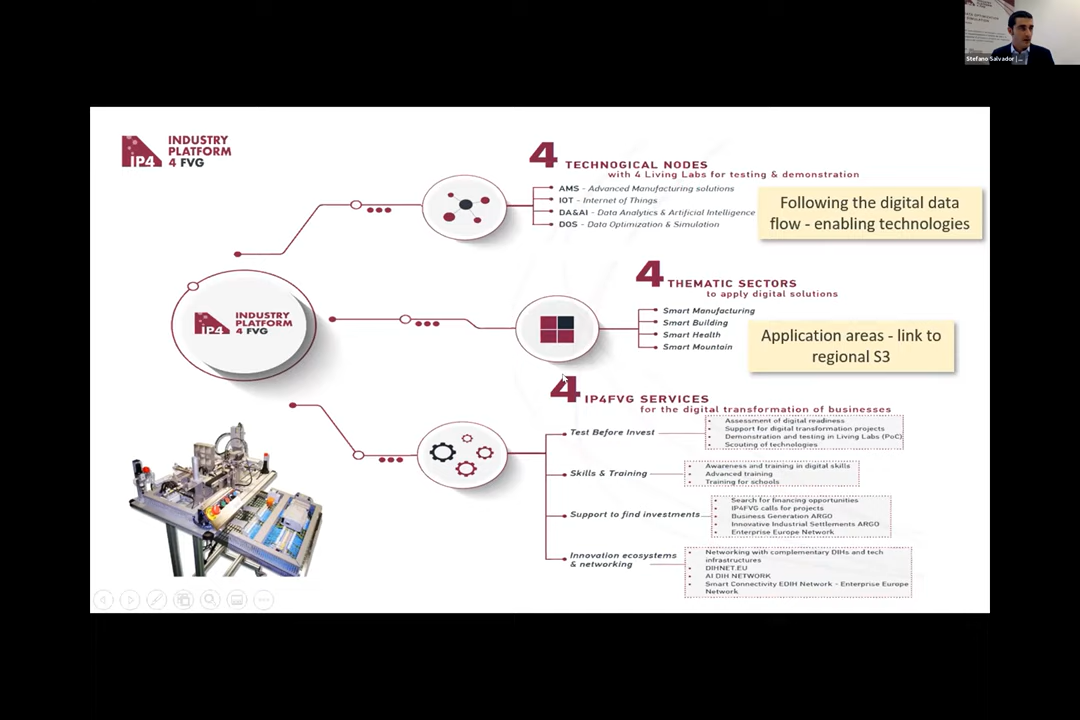 Stefano Salvador | ...
iP4
INDUSTRY
PLATFORM
4 FVG
4 TECHNOGICAL NODES
with 4 Living Labs for testing & demonstration
AMS - Advanced Manufacturing solutions
IOT - Internet of Things
DA&AI - Data Analytics & Artificial Intelligence
DOS - Data Optimization & Simulation
Following the digital data
flow - enabling technologies
iP4
INDUSTRY
PLATFORM
4 FVG
4 THEMATIC SECTORS
to apply digital solutions
Smart Manufacturing
Smart Building
Smart Health
Smart Mountain
Application areas - link to
regional S3
4 IP4FVG SERVICES
for the digital transformation of businesses
Test Before Invest
• Assessment of digital readiness
• Support for digital transformation projects
• Demonstration and testing in Living Labs (PoC)
• Scouting of technologies
Skills & Training
• Awareness and training in digital skills
• Advanced training
• Training for schools
Support to find investments
• Search for financing opportunities
• IP4FVG calls for projects
• Business Generation ARGO
• Innovative Industrial Settlements ARGO
• Enterprise Europe Network
Innovation ecosystems
& networking
• Networking with complementary DIHs and tech
infrastructures
• DIHNET.EU
• AI DIH NETWORK
• Smart Connectivity EDIH Network - Enterprise Europe
Network